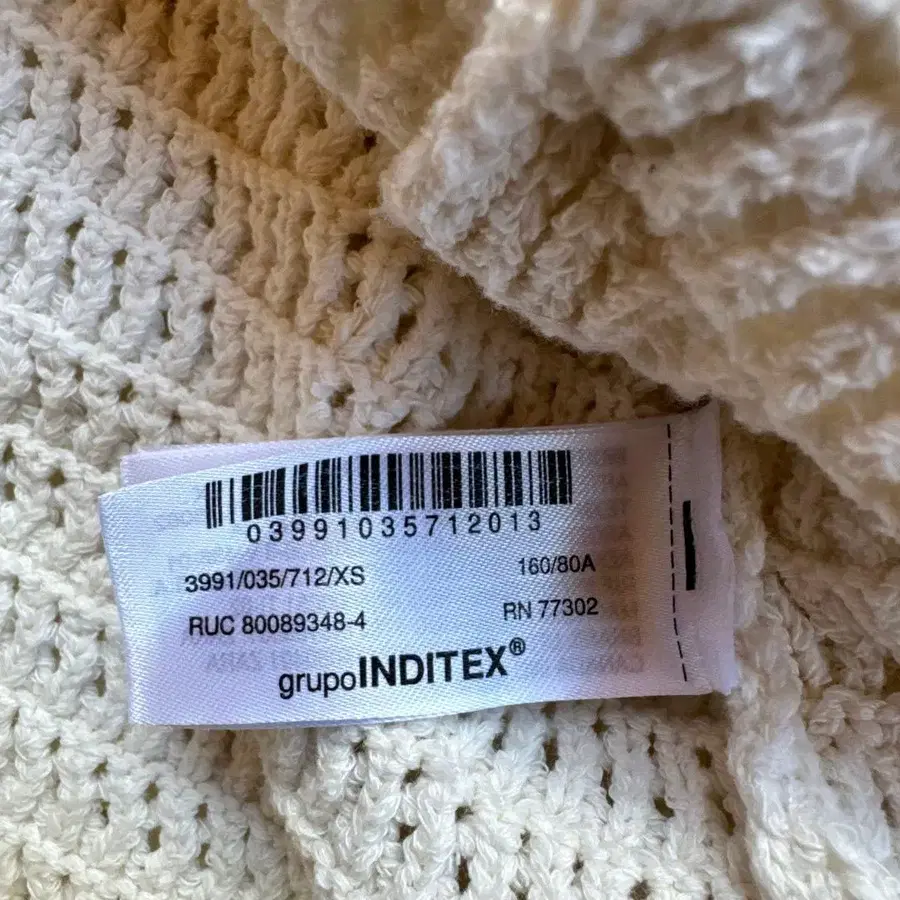 03991035712013
3991/035/712/XS 160/80A
RUC 80089348-4 RN 77302
grupoINDITEX®